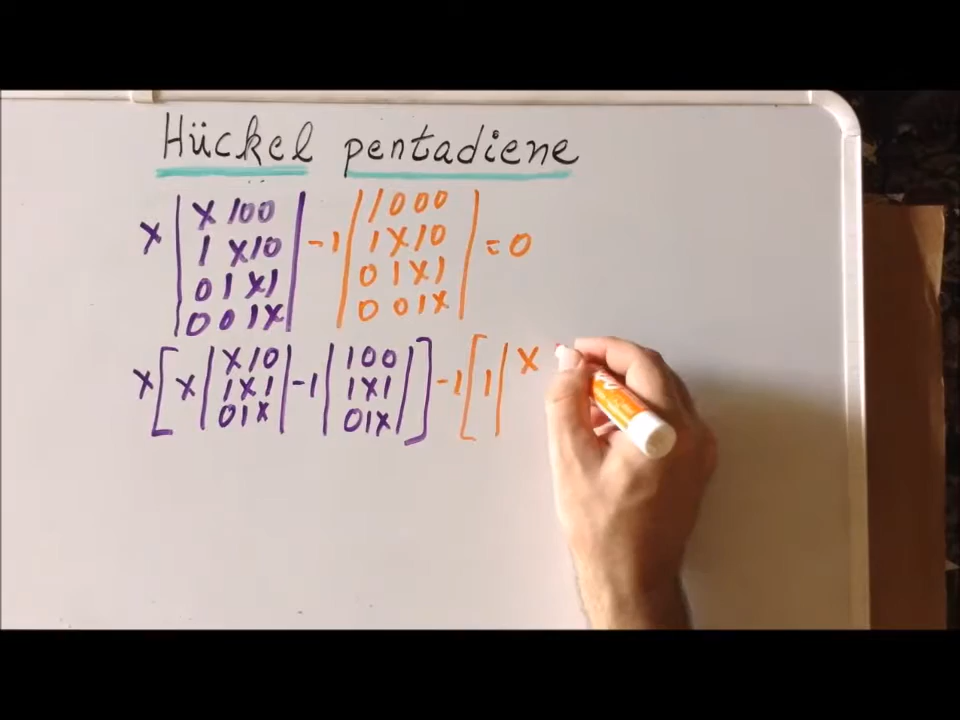 Hückel pentadiene
x | x 1 0 0 | - 1 | 1 0 0 0 | = 0
| 1 x 1 0 | | 1 x 1 0 |
| 0 1 x 1 | | 0 1 x 1 |
| 0 0 1 x | | 0 0 1 x |
x [ x | x 1 0 | - 1 | 1 0 0 | ] - 1 [ 1 | x
| 1 x 1 | | 1 x 1 |
| 0 1 x | | 0 1 x |